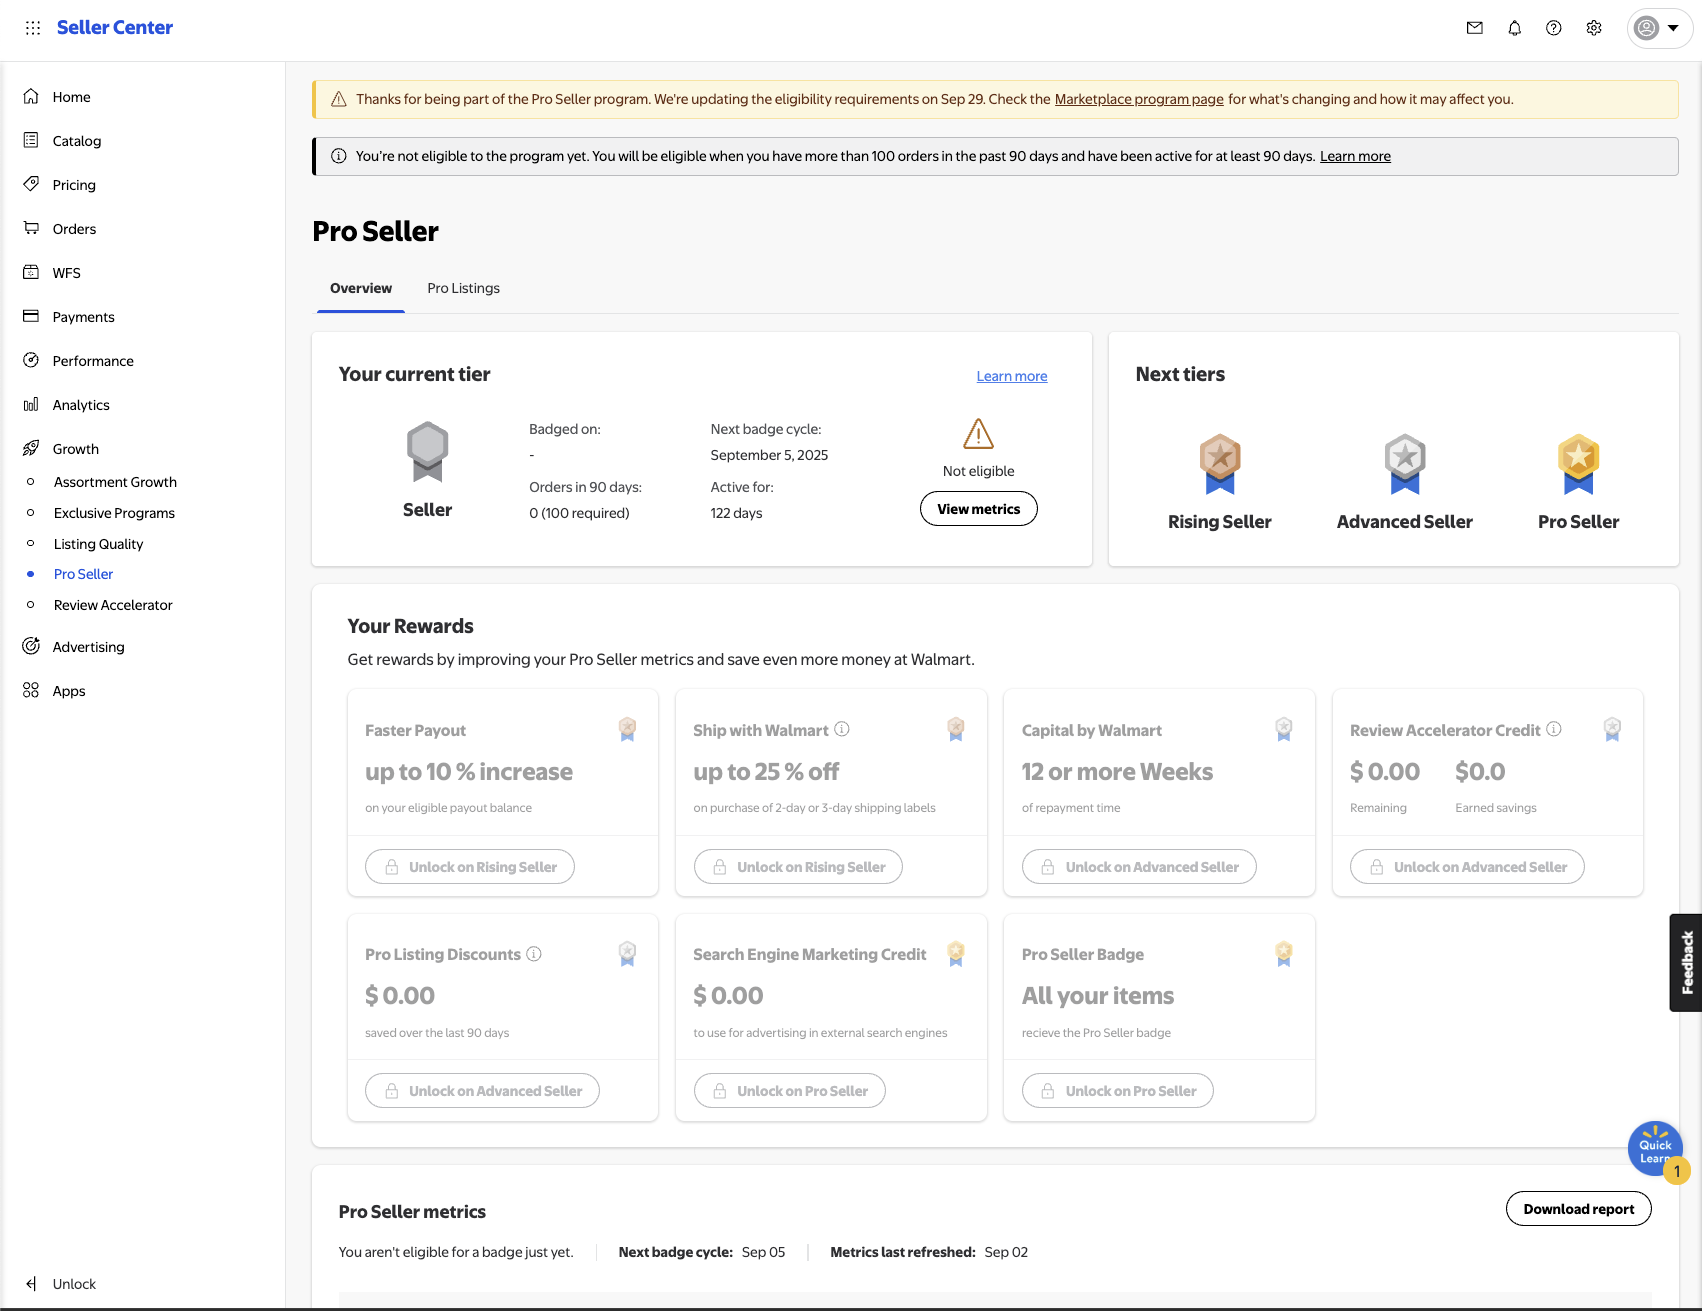 Seller Center
Home
Catalog
Pricing
Orders
WFS
Payments
Performance
Analytics
Growth
Assortment Growth
Exclusive Programs
Listing Quality
Pro Seller
Review Accelerator
Advertising
Apps
Unlock
Thanks for being part of the Pro Seller program. We're updating the eligibility requirements on Sep 29. Check the Marketplace program page for what's changing and how it may affect you.
You're not eligible to the program yet. You will be eligible when you have more than 100 orders in the past 90 days and have been active for at least 90 days. Learn more
Pro Seller
Overview Pro Listings
Your current tier
Learn more
Seller
Badged on:
-
Orders in 90 days:
0 (100 required)
Next badge cycle:
September 5, 2025
Active for:
122 days
Not eligible
View metrics
Next tiers
Rising Seller
Advanced Seller
Pro Seller
Your Rewards
Get rewards by improving your Pro Seller metrics and save even more money at Walmart.
Faster Payout
up to 10 % increase
on your eligible payout balance
Unlock on Rising Seller
Ship with Walmart
up to 25 % off
on purchase of 2-day or 3-day shipping labels
Unlock on Rising Seller
Capital by Walmart
12 or more Weeks
of repayment time
Unlock on Advanced Seller
Review Accelerator Credit
$ 0.00 $0.0
Remaining Earned savings
Unlock on Advanced Seller
Pro Listing Discounts
$ 0.00
saved over the last 90 days
Unlock on Advanced Seller
Search Engine Marketing Credit
$ 0.00
to use for advertising in external search engines
Unlock on Pro Seller
Pro Seller Badge
All your items
recieve the Pro Seller badge
Unlock on Pro Seller
Feedback
Quick
Learn
1
Pro Seller metrics
Download report
You aren't eligible for a badge just yet. Next badge cycle: Sep 05 Metrics last refreshed: Sep 02